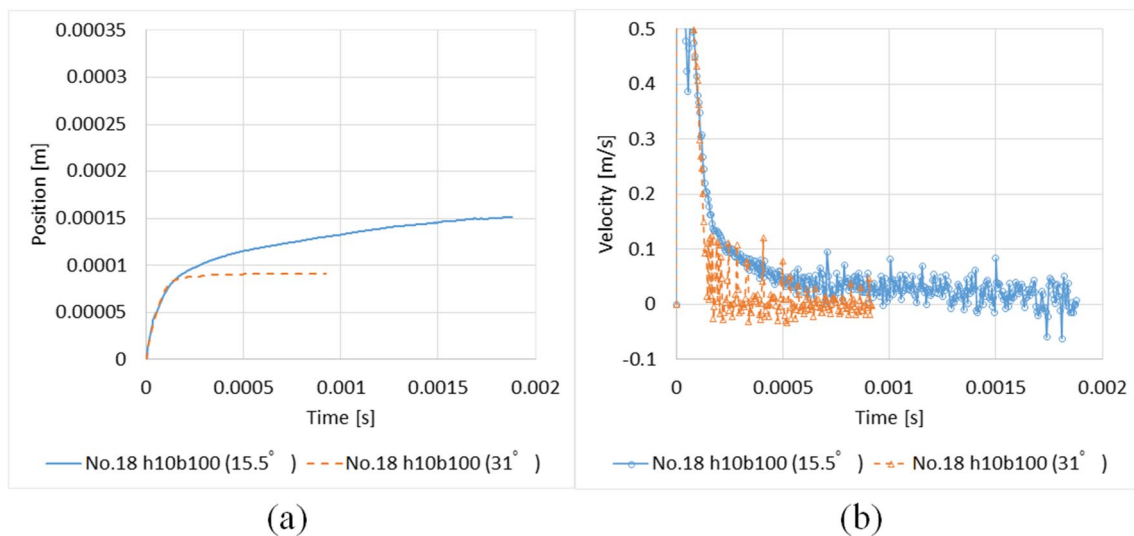 0.00035
0.0003
0.00025
0.0002
0.00015
0.0001
0.00005
0
Position [m]
0 0.0005 0.001 0.0015 0.002
Time [s]
No.18 h10b100 (15.5° ) No.18 h10b100 (31° )
(a)
0.5
0.4
0.3
0.2
0.1
0
-0.1
Velocity [m/s]
0 0.0005 0.001 0.0015 0.002
Time [s]
No.18 h10b100 (15.5° ) No.18 h10b100 (31° )
(b)